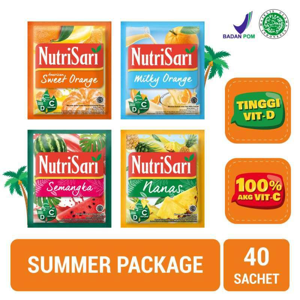 BADAN POM
NutriSari
American
Sweet Orange
NutriSari
Milky Orange
TINGGI
VIT-D
NutriSari
Semangka
NutriSari
Nanas
100%
AKG VIT-C
SUMMER PACKAGE
40
SACHET